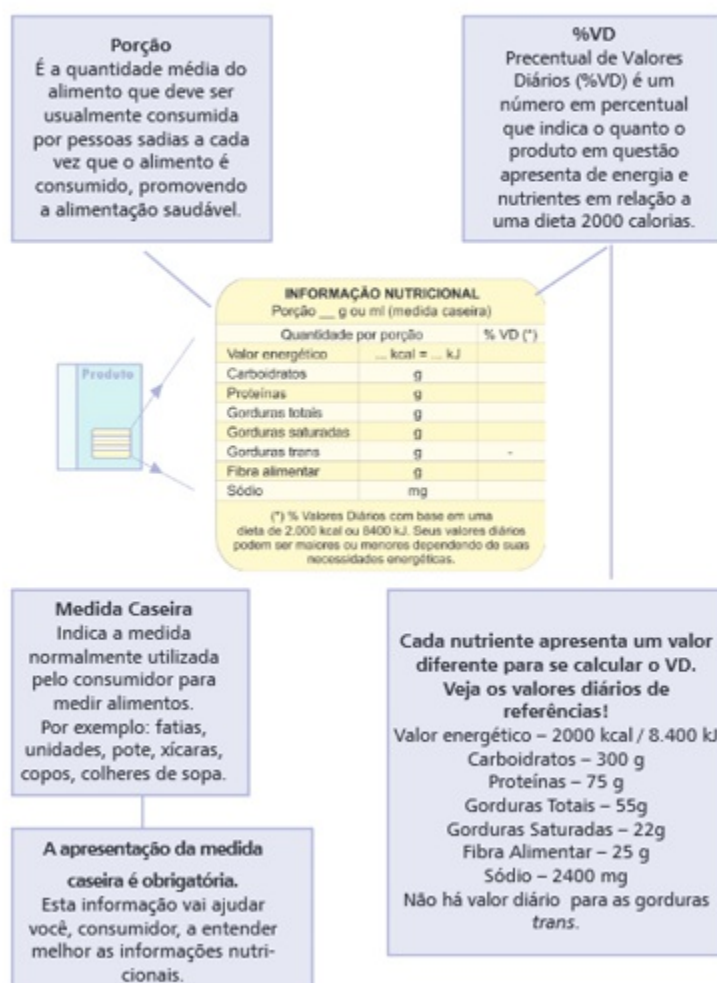 Porção
É a quantidade média do
alimento que deve ser
usualmente consumida
por pessoas sadias a cada
vez que o alimento é
consumido, promovendo
a alimentação saudável.
%VD
Precentual de Valores
Diários (%VD) é um
número em percentual
que indica o quanto o
produto em questão
apresenta de energia e
nutrientes em relação a
uma dieta 2000 calorias.
Produto
INFORMAÇÃO NUTRICIONAL
Porção __ g ou ml (medida caseira)
Quantidade por porção % VD (*)
Valor energético ... kcal = ... kJ
Carboidratos g
Proteínas g
Gorduras totais g
Gorduras saturadas g
Gorduras trans g -
Fibra alimentar g
Sódio mg
(*) % Valores Diários com base em uma
dieta de 2.000 kcal ou 8400 kJ. Seus valores diários
podem ser maiores ou menores dependendo de suas
necessidades energéticas.
Medida Caseira
Indica a medida
normalmente utilizada
pelo consumidor para
medir alimentos.
Por exemplo: fatias,
unidades, pote, xícaras,
copos, colheres de sopa.
A apresentação da medida
caseira é obrigatória.
Esta informação vai ajudar
você, consumidor, a entender
melhor as informações nutri-
cionais.
Cada nutriente apresenta um valor
diferente para se calcular o VD.
Veja os valores diários de
referências!
Valor energético – 2000 kcal / 8.400 kJ
Carboidratos – 300 g
Proteínas – 75 g
Gorduras Totais – 55g
Gorduras Saturadas – 22g
Fibra Alimentar – 25 g
Sódio – 2400 mg
Não há valor diário para as gorduras
trans.